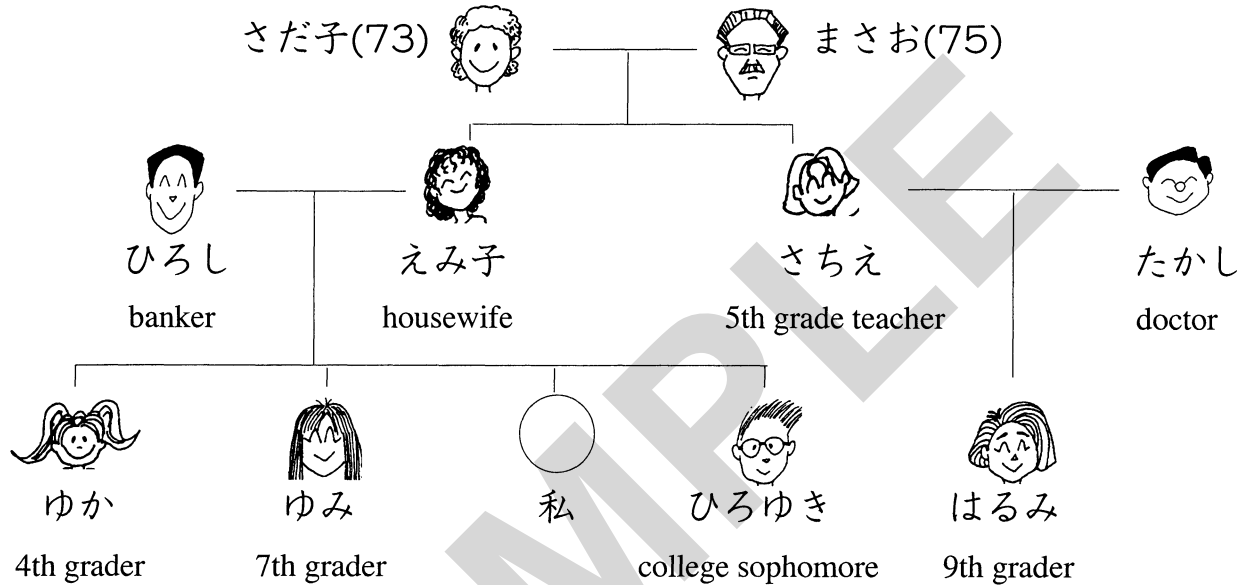 さだ子(73)
まさお(75)
ひろし
えみ子
さちえ
たかし
banker
housewife
5th grade teacher
doctor
ゆか
ゆみ
私
ひろゆき
はるみ
4th grader
7th grader
college sophomore
9th grader
MPLE